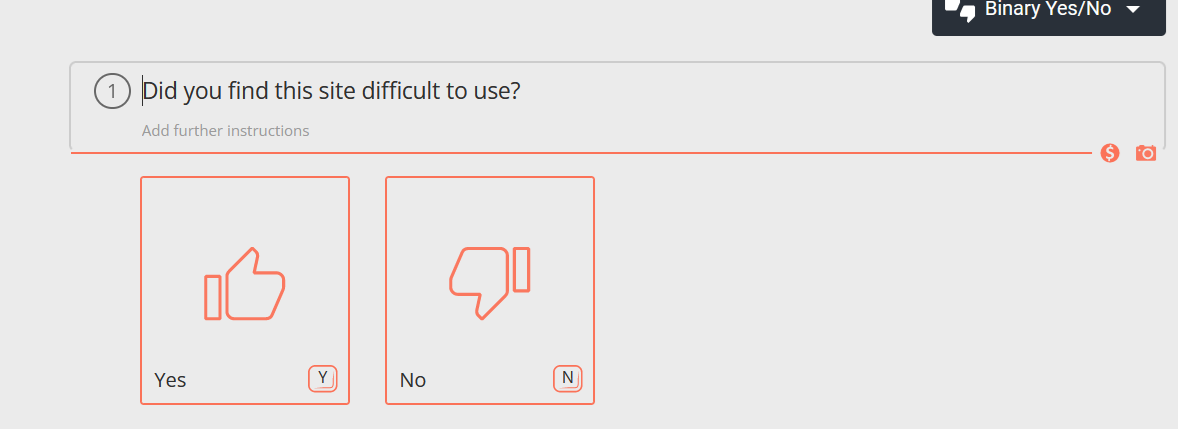 Binary Yes/No
1 Did you find this site difficult to use?
Add further instructions
$
Yes Y No N